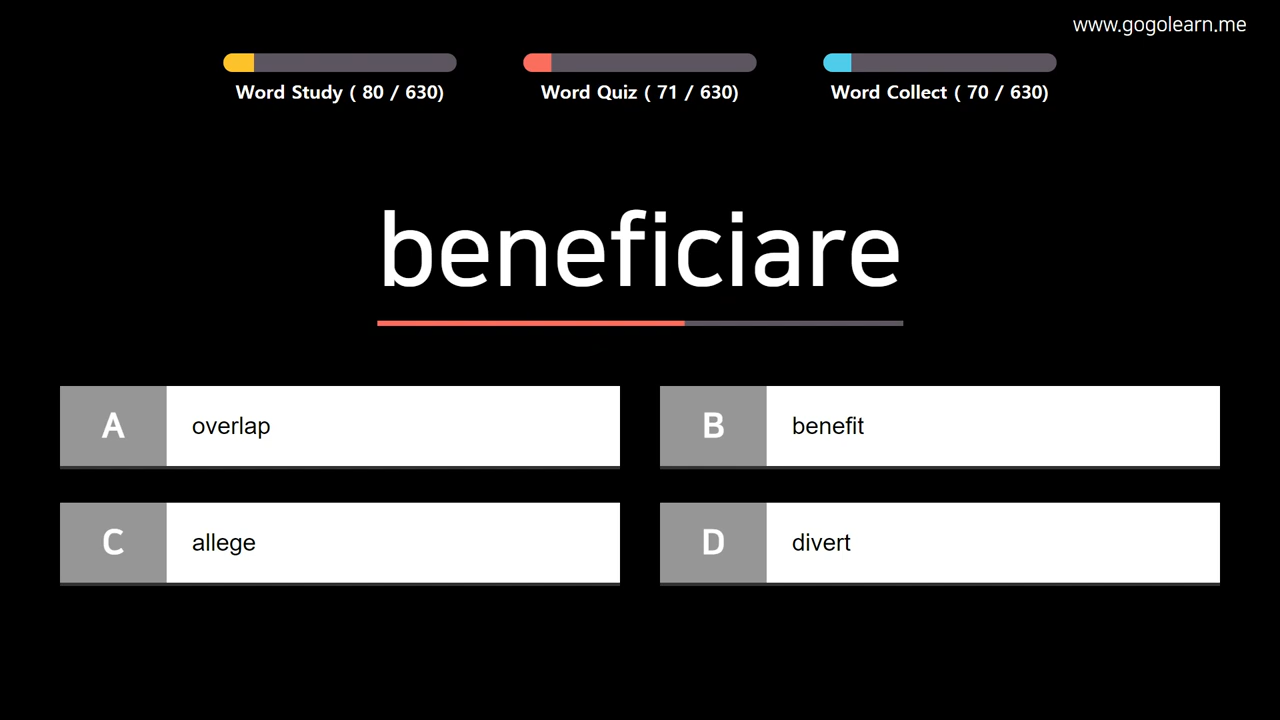 www.gogolearn.me
Word Study ( 80 / 630)
Word Quiz ( 71 / 630)
Word Collect ( 70 / 630)
beneficiare
A overlap
B benefit
C allege
D divert